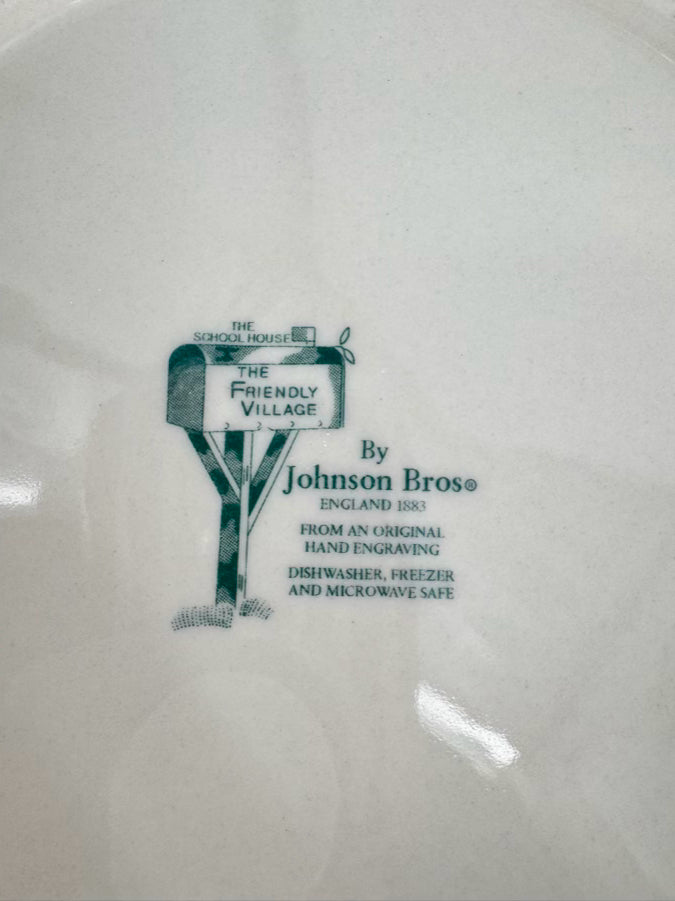 THE
SCHOOL HOUSE
THE
FRIENDLY
VILLAGE
By
Johnson Bros®
ENGLAND 1883
FROM AN ORIGINAL
HAND ENGRAVING
DISHWASHER, FREEZER
AND MICROWAVE SAFE